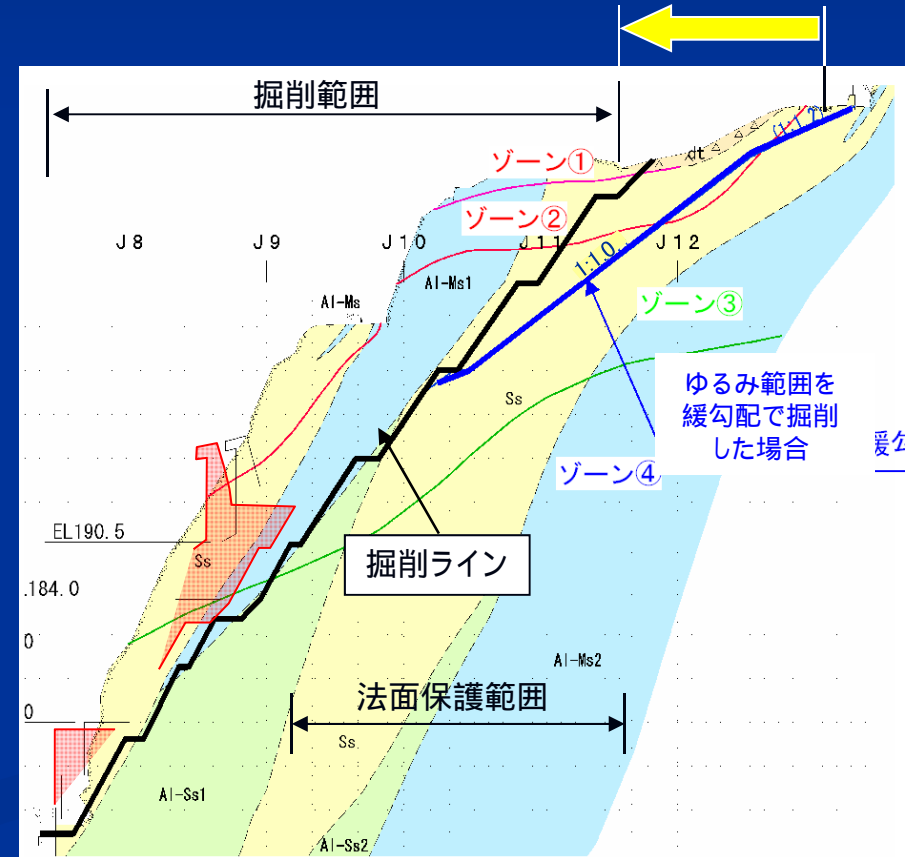 掘削範囲
ゾーン①
dt
(1:1.2)
ゾーン②
J8
J9
J10
J11
J12
1:1.0
Al-Ms1
Al-Ms
ゾーン③
ゆるみ範囲を
緩勾配で掘削
した場合
Ss
ゾーン④
EL190.5
掘削ライン
Ss
.184.0
0
Al-Ms2
法面保護範囲
0
Ss
Al-Ss1
Al-Ss2